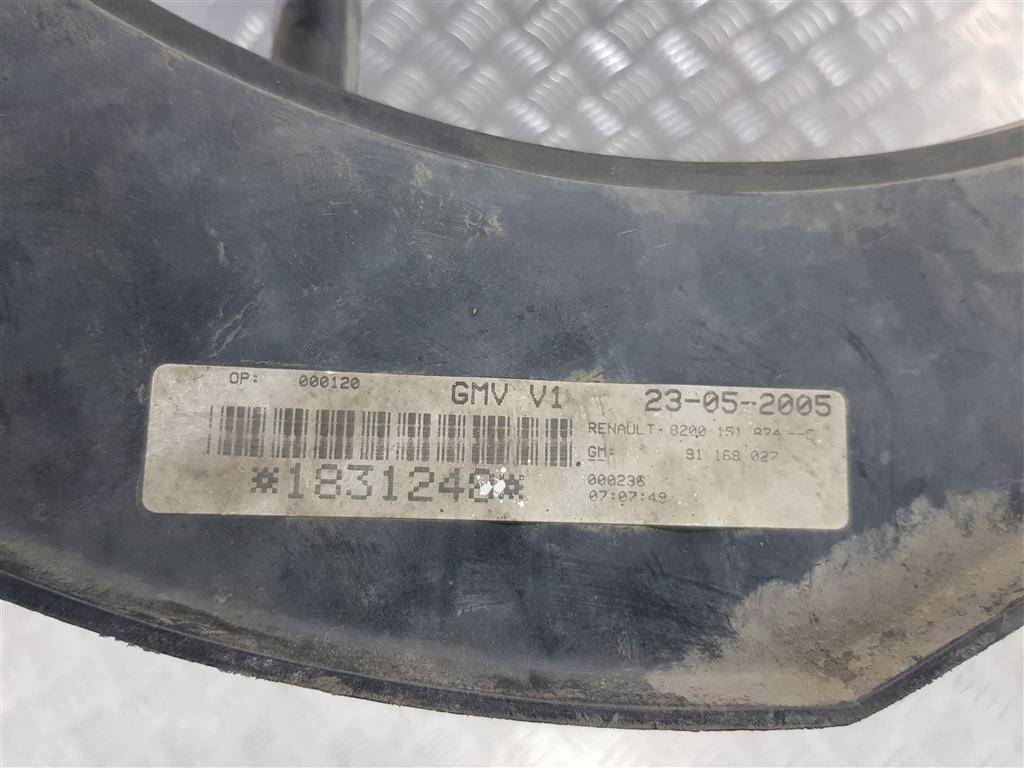 OP: 000120 GMV V1 23-05-2005
RENAULT: 8200 151 874--C
GM: 91 168 027
*1831248*
000236
07:07:49